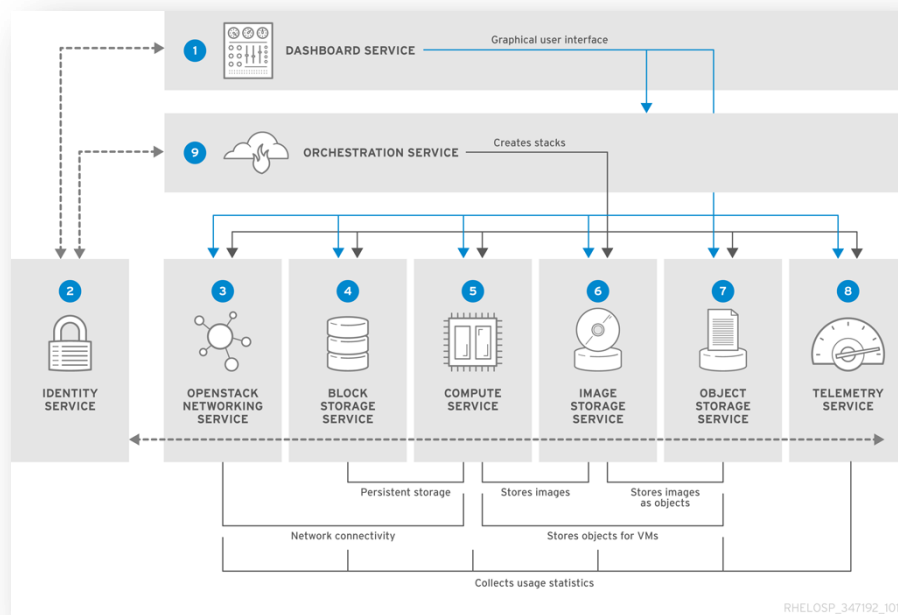 1
DASHBOARD SERVICE
Graphical user interface
9
ORCHESTRATION SERVICE
Creates stacks
2
IDENTITY
SERVICE
3
OPENSTACK
NETWORKING
SERVICE
4
BLOCK
STORAGE
SERVICE
5
COMPUTE
SERVICE
6
IMAGE
STORAGE
SERVICE
7
OBJECT
STORAGE
SERVICE
8
TELEMETRY
SERVICE
Persistent storage
Stores images
Stores images
as objects
Network connectivity
Stores objects for VMs
Collects usage statistics
RHELOSP_347192_101